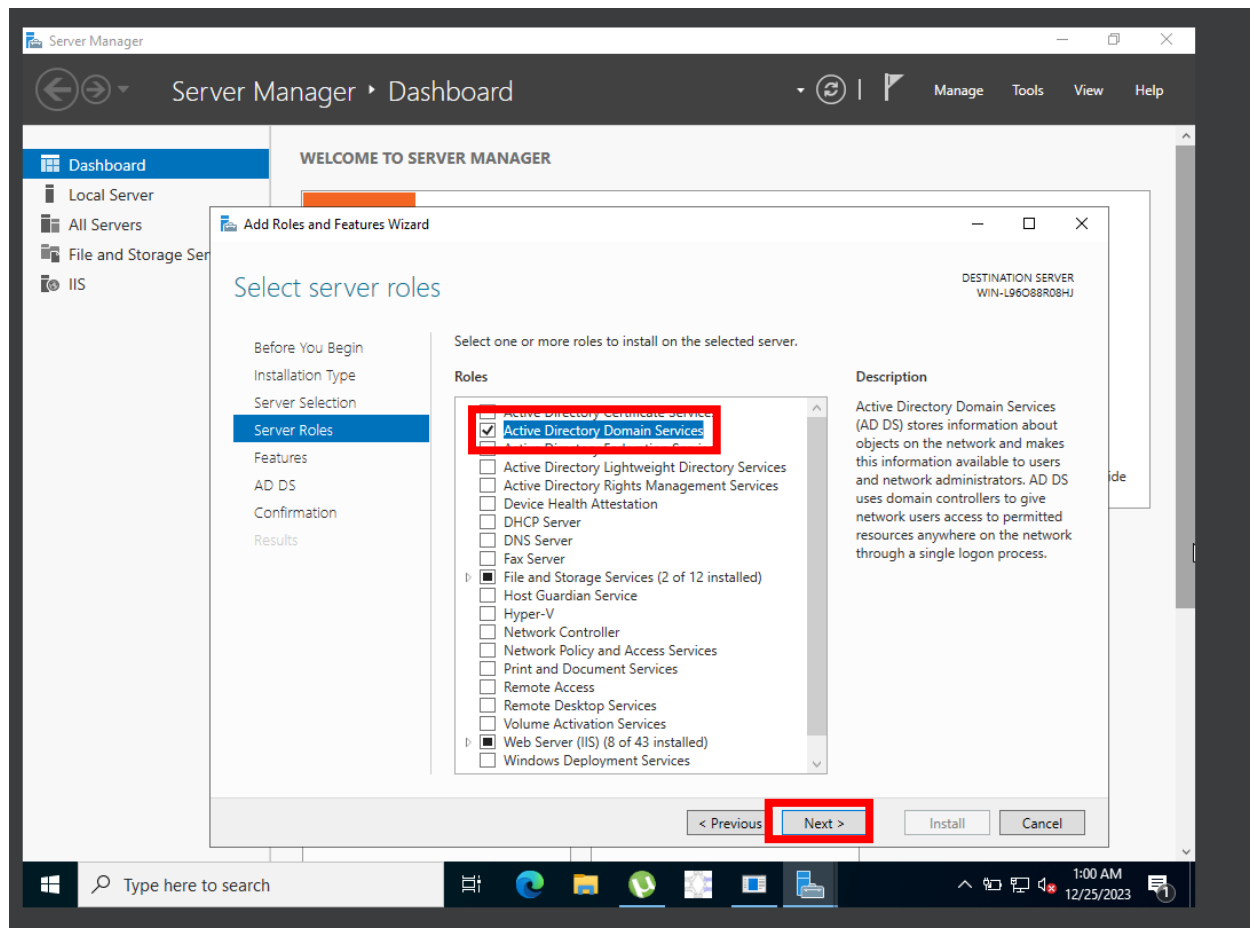 Server Manager
Server Manager Dashboard
Manage Tools View Help
Dashboard
Local Server
All Servers
File and Storage Ser
IIS
WELCOME TO SERVER MANAGER
Add Roles and Features Wizard
Select server roles
DESTINATION SERVER
WIN-L96O88R08HJ
Before You Begin
Installation Type
Server Selection
Server Roles
Features
AD DS
Confirmation
Results
Select one or more roles to install on the selected server.
Roles
Active Directory Certificate Services
Active Directory Domain Services
Active Directory Federation Services
Active Directory Lightweight Directory Services
Active Directory Rights Management Services
Device Health Attestation
DHCP Server
DNS Server
Fax Server
File and Storage Services (2 of 12 installed)
Host Guardian Service
Hyper-V
Network Controller
Network Policy and Access Services
Print and Document Services
Remote Access
Remote Desktop Services
Volume Activation Services
Web Server (IIS) (8 of 43 installed)
Windows Deployment Services
Description
Active Directory Domain Services
(AD DS) stores information about
objects on the network and makes
this information available to users
and network administrators. AD DS
uses domain controllers to give
network users access to permitted
resources anywhere on the network
through a single logon process.
ide
< Previous
Next >
Install
Cancel
Type here to search
1:00 AM
12/25/2023
1